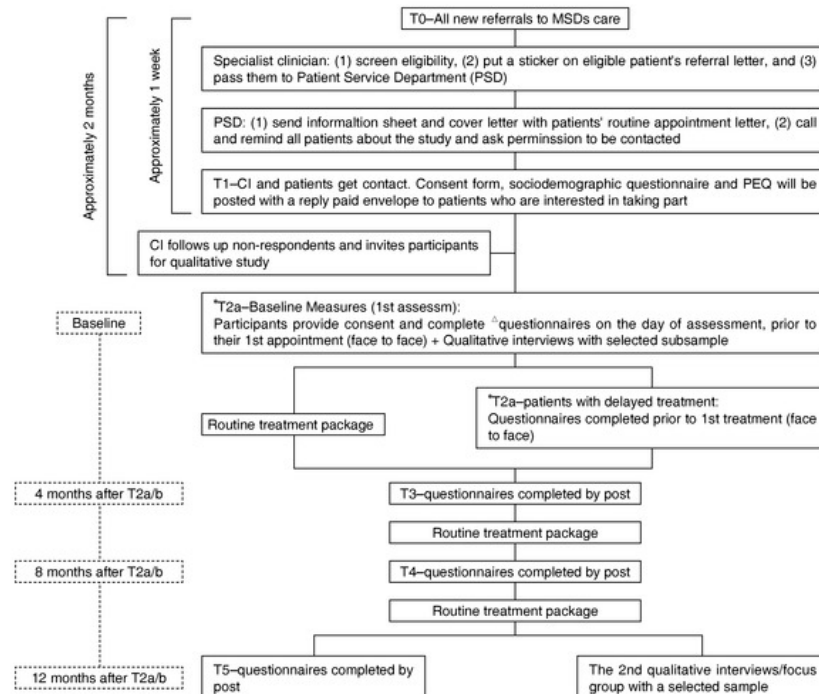 T0–All new referrals to MSDs care
Specialist clinician: (1) screen eligibility, (2) put a sticker on eligible patient's referral letter, and (3)
pass them to Patient Service Department (PSD)
PSD: (1) send informaltion sheet and cover letter with patients' routine appointment letter, (2) call
and remind all patients about the study and ask perminssion to be contacted
T1–CI and patients get contact. Consent form, sociodemographic questionnaire and PEQ will be
posted with a reply paid envelope to patients who are interested in taking part
Approximately 1 week
Approximately 2 months
CI follows up non-respondents and invites participants
for qualitative study
Baseline
*T2a–Baseline Measures (1st assessm):
Participants provide consent and complete △questionnaires on the day of assessment, prior to
their 1st appointment (face to face) + Qualitative interviews with selected subsample
Routine treatment package
*T2a–patients with delayed treatment:
Questionnaires completed prior to 1st treatment (face
to face)
4 months after T2a/b
T3–questionnaires completed by post
Routine treatment package
8 months after T2a/b
T4–questionnaires completed by post
Routine treatment package
12 months after T2a/b
T5–questionnaires completed by
post
The 2nd qualitative interviews/focus
group with a selected sample